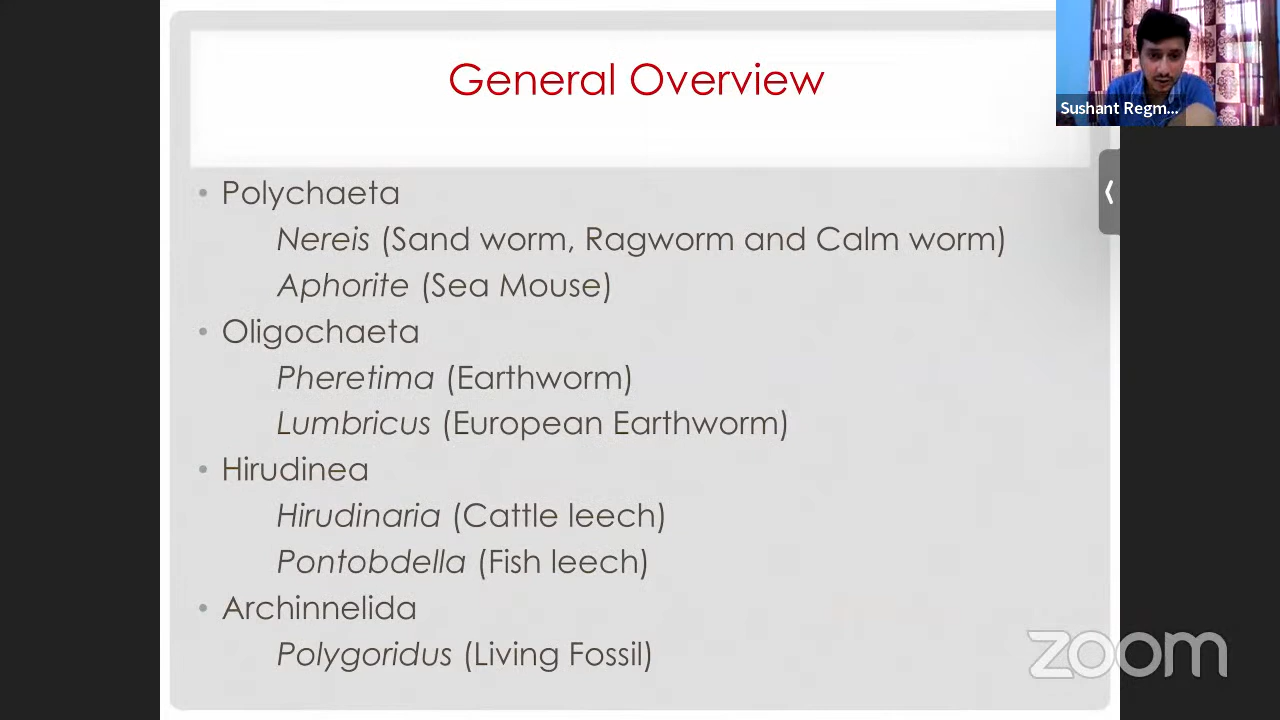 General Overview
Sushant Regm...
• Polychaeta
Nereis (Sand worm, Ragworm and Calm worm)
Aphorite (Sea Mouse)
• Oligochaeta
Pheretima (Earthworm)
Lumbricus (European Earthworm)
• Hirudinea
Hirudinaria (Cattle leech)
Pontobdella (Fish leech)
• Archinnelida
Polygoridus (Living Fossil)
zoom